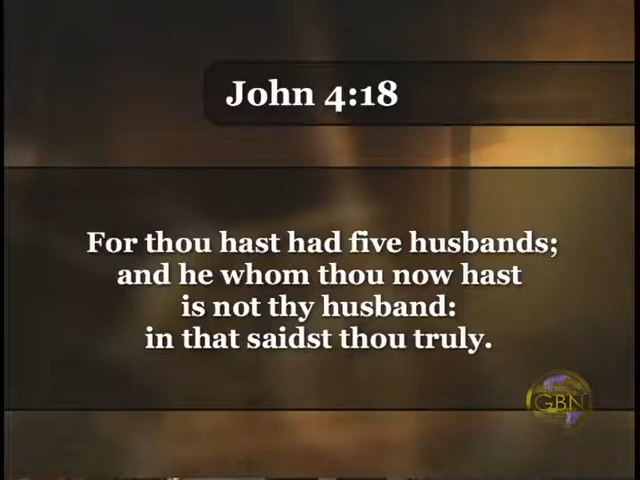 John 4:18
For thou hast had five husbands;
and he whom thou now hast
is not thy husband:
in that saidst thou truly.
GBN